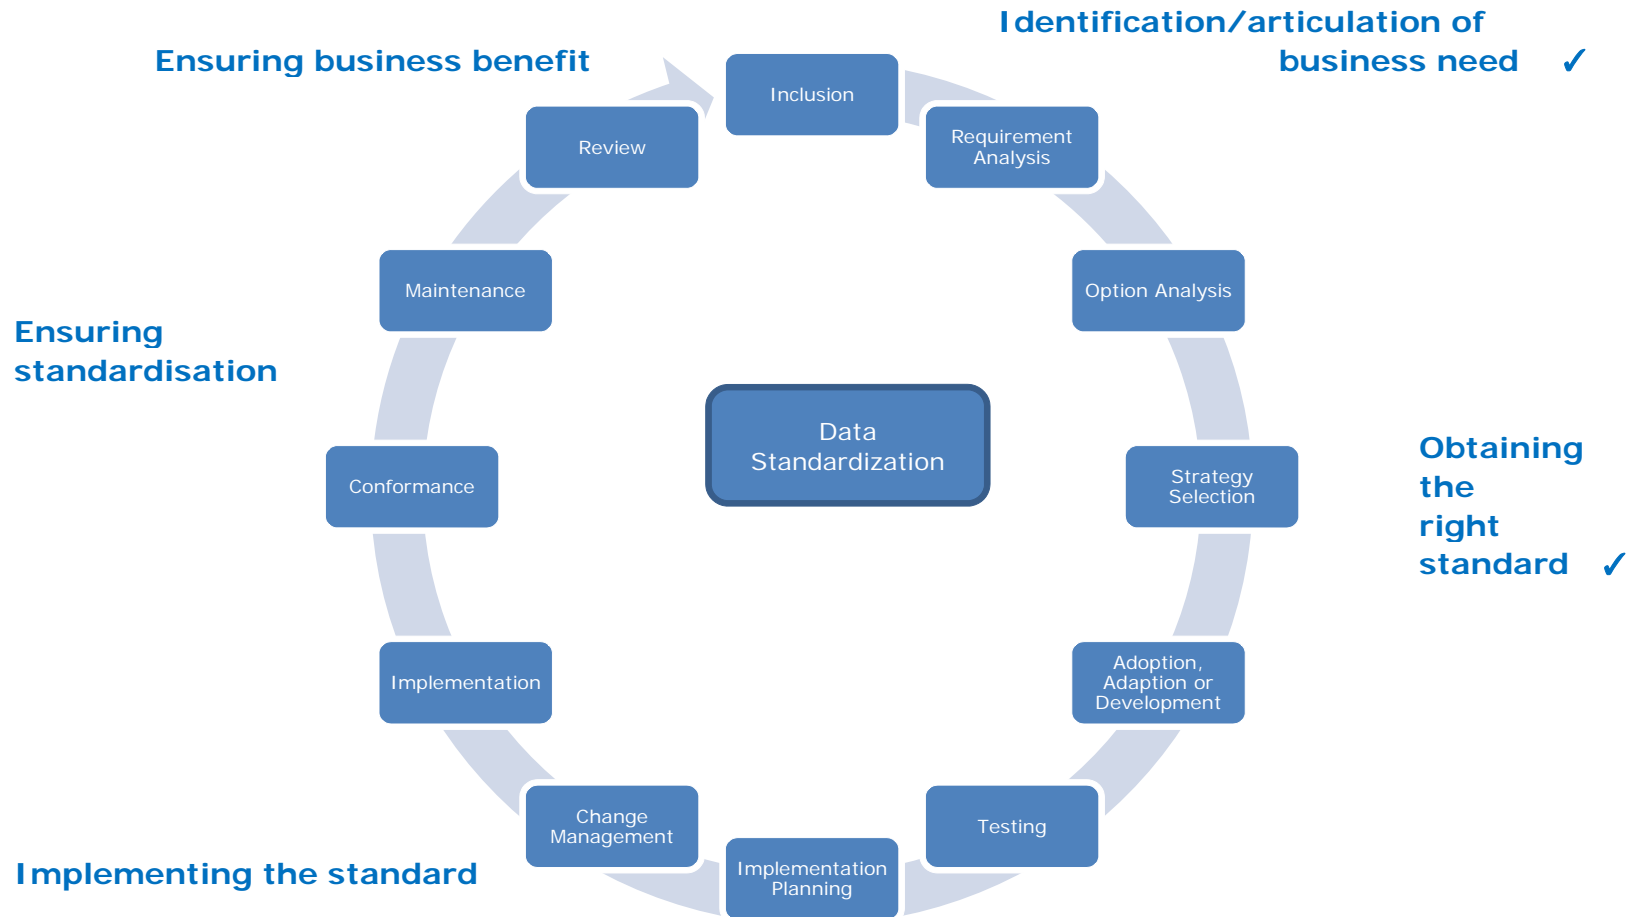 Identification/articulation of
business need ✓
Ensuring business benefit
Inclusion
Requirement
Analysis
Review
Option Analysis
Maintenance
Ensuring
standardisation
Data
Standardization
Strategy
Selection
Obtaining
the
right
standard ✓
Conformance
Adoption,
Adaption or
Development
Implementation
Testing
Change
Management
Implementation
Planning
Implementing the standard